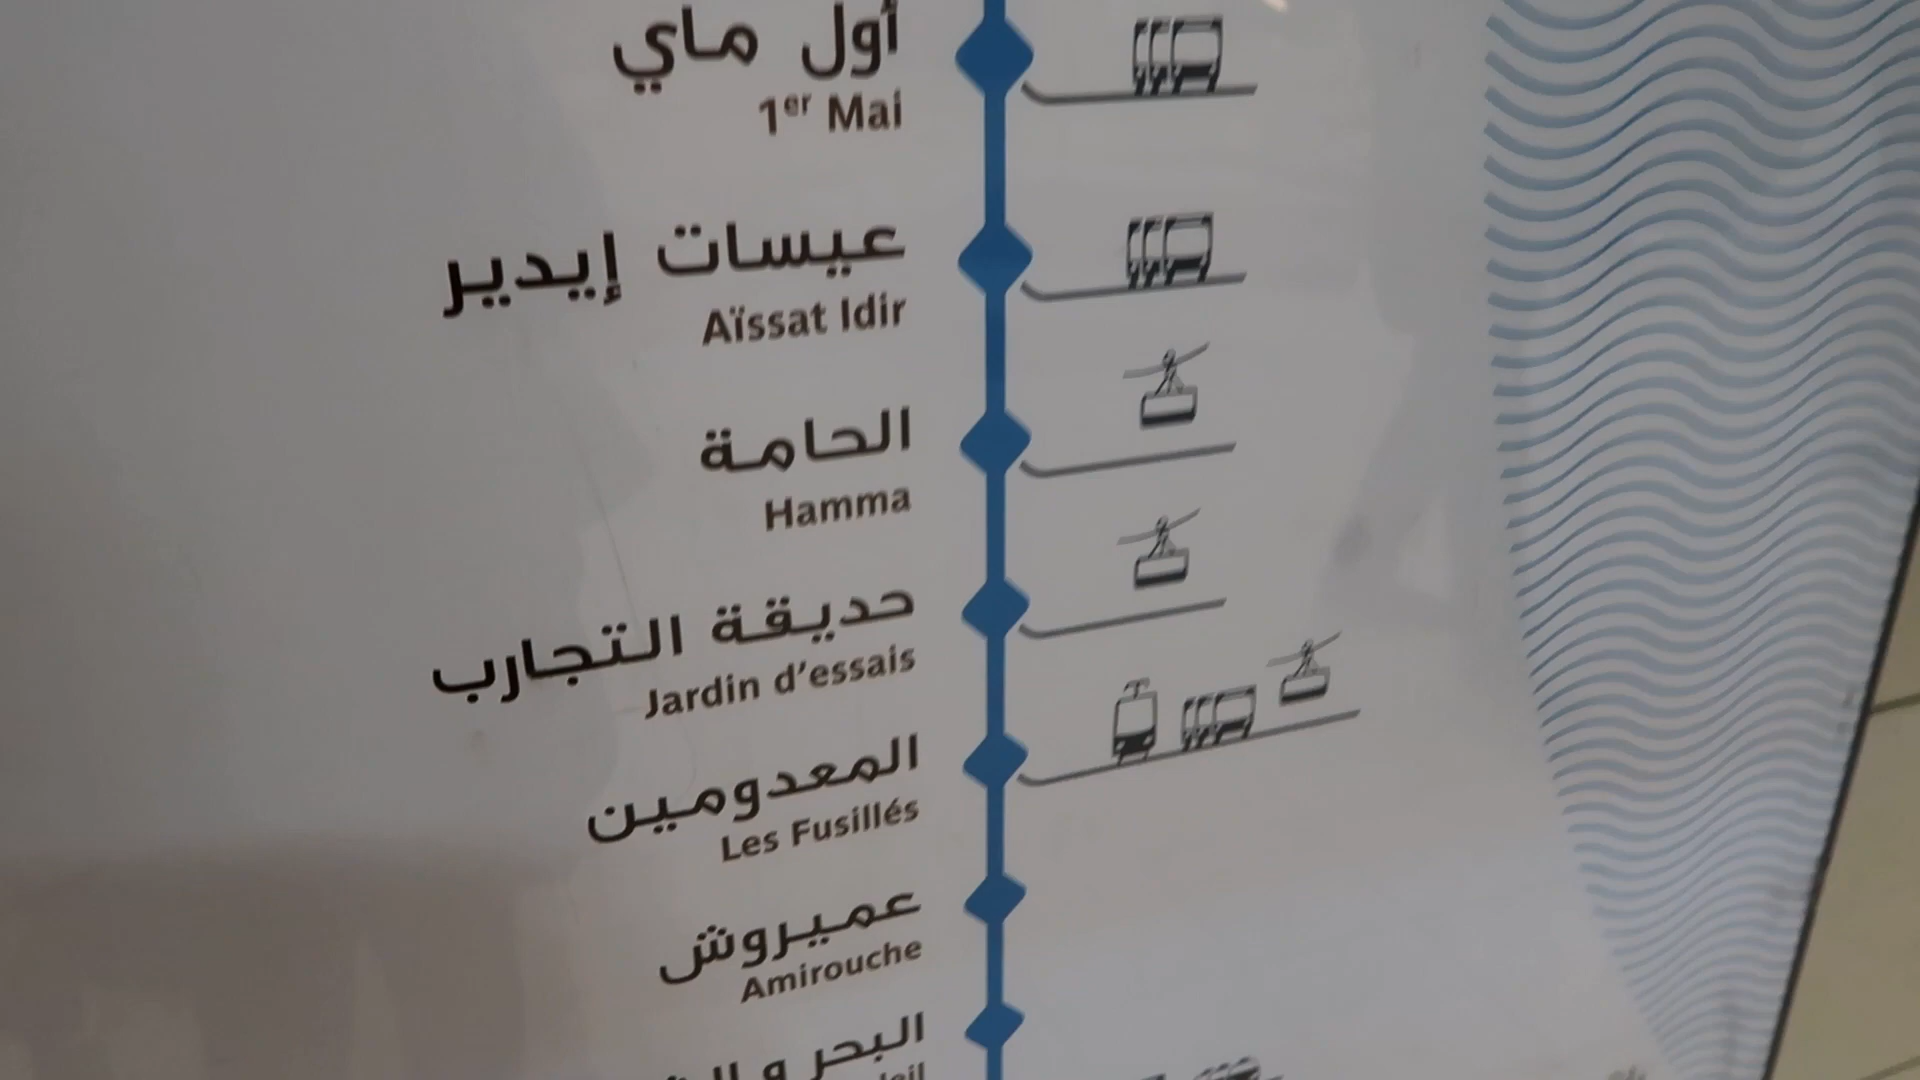 أول ماي
1er Mai
عيسات إيدير
Aïssat Idir
الحامة
Hamma
حديقة التجارب
Jardin d'essais
المعدومين
Les Fusillés
عميروش
Amirouche
البحر و